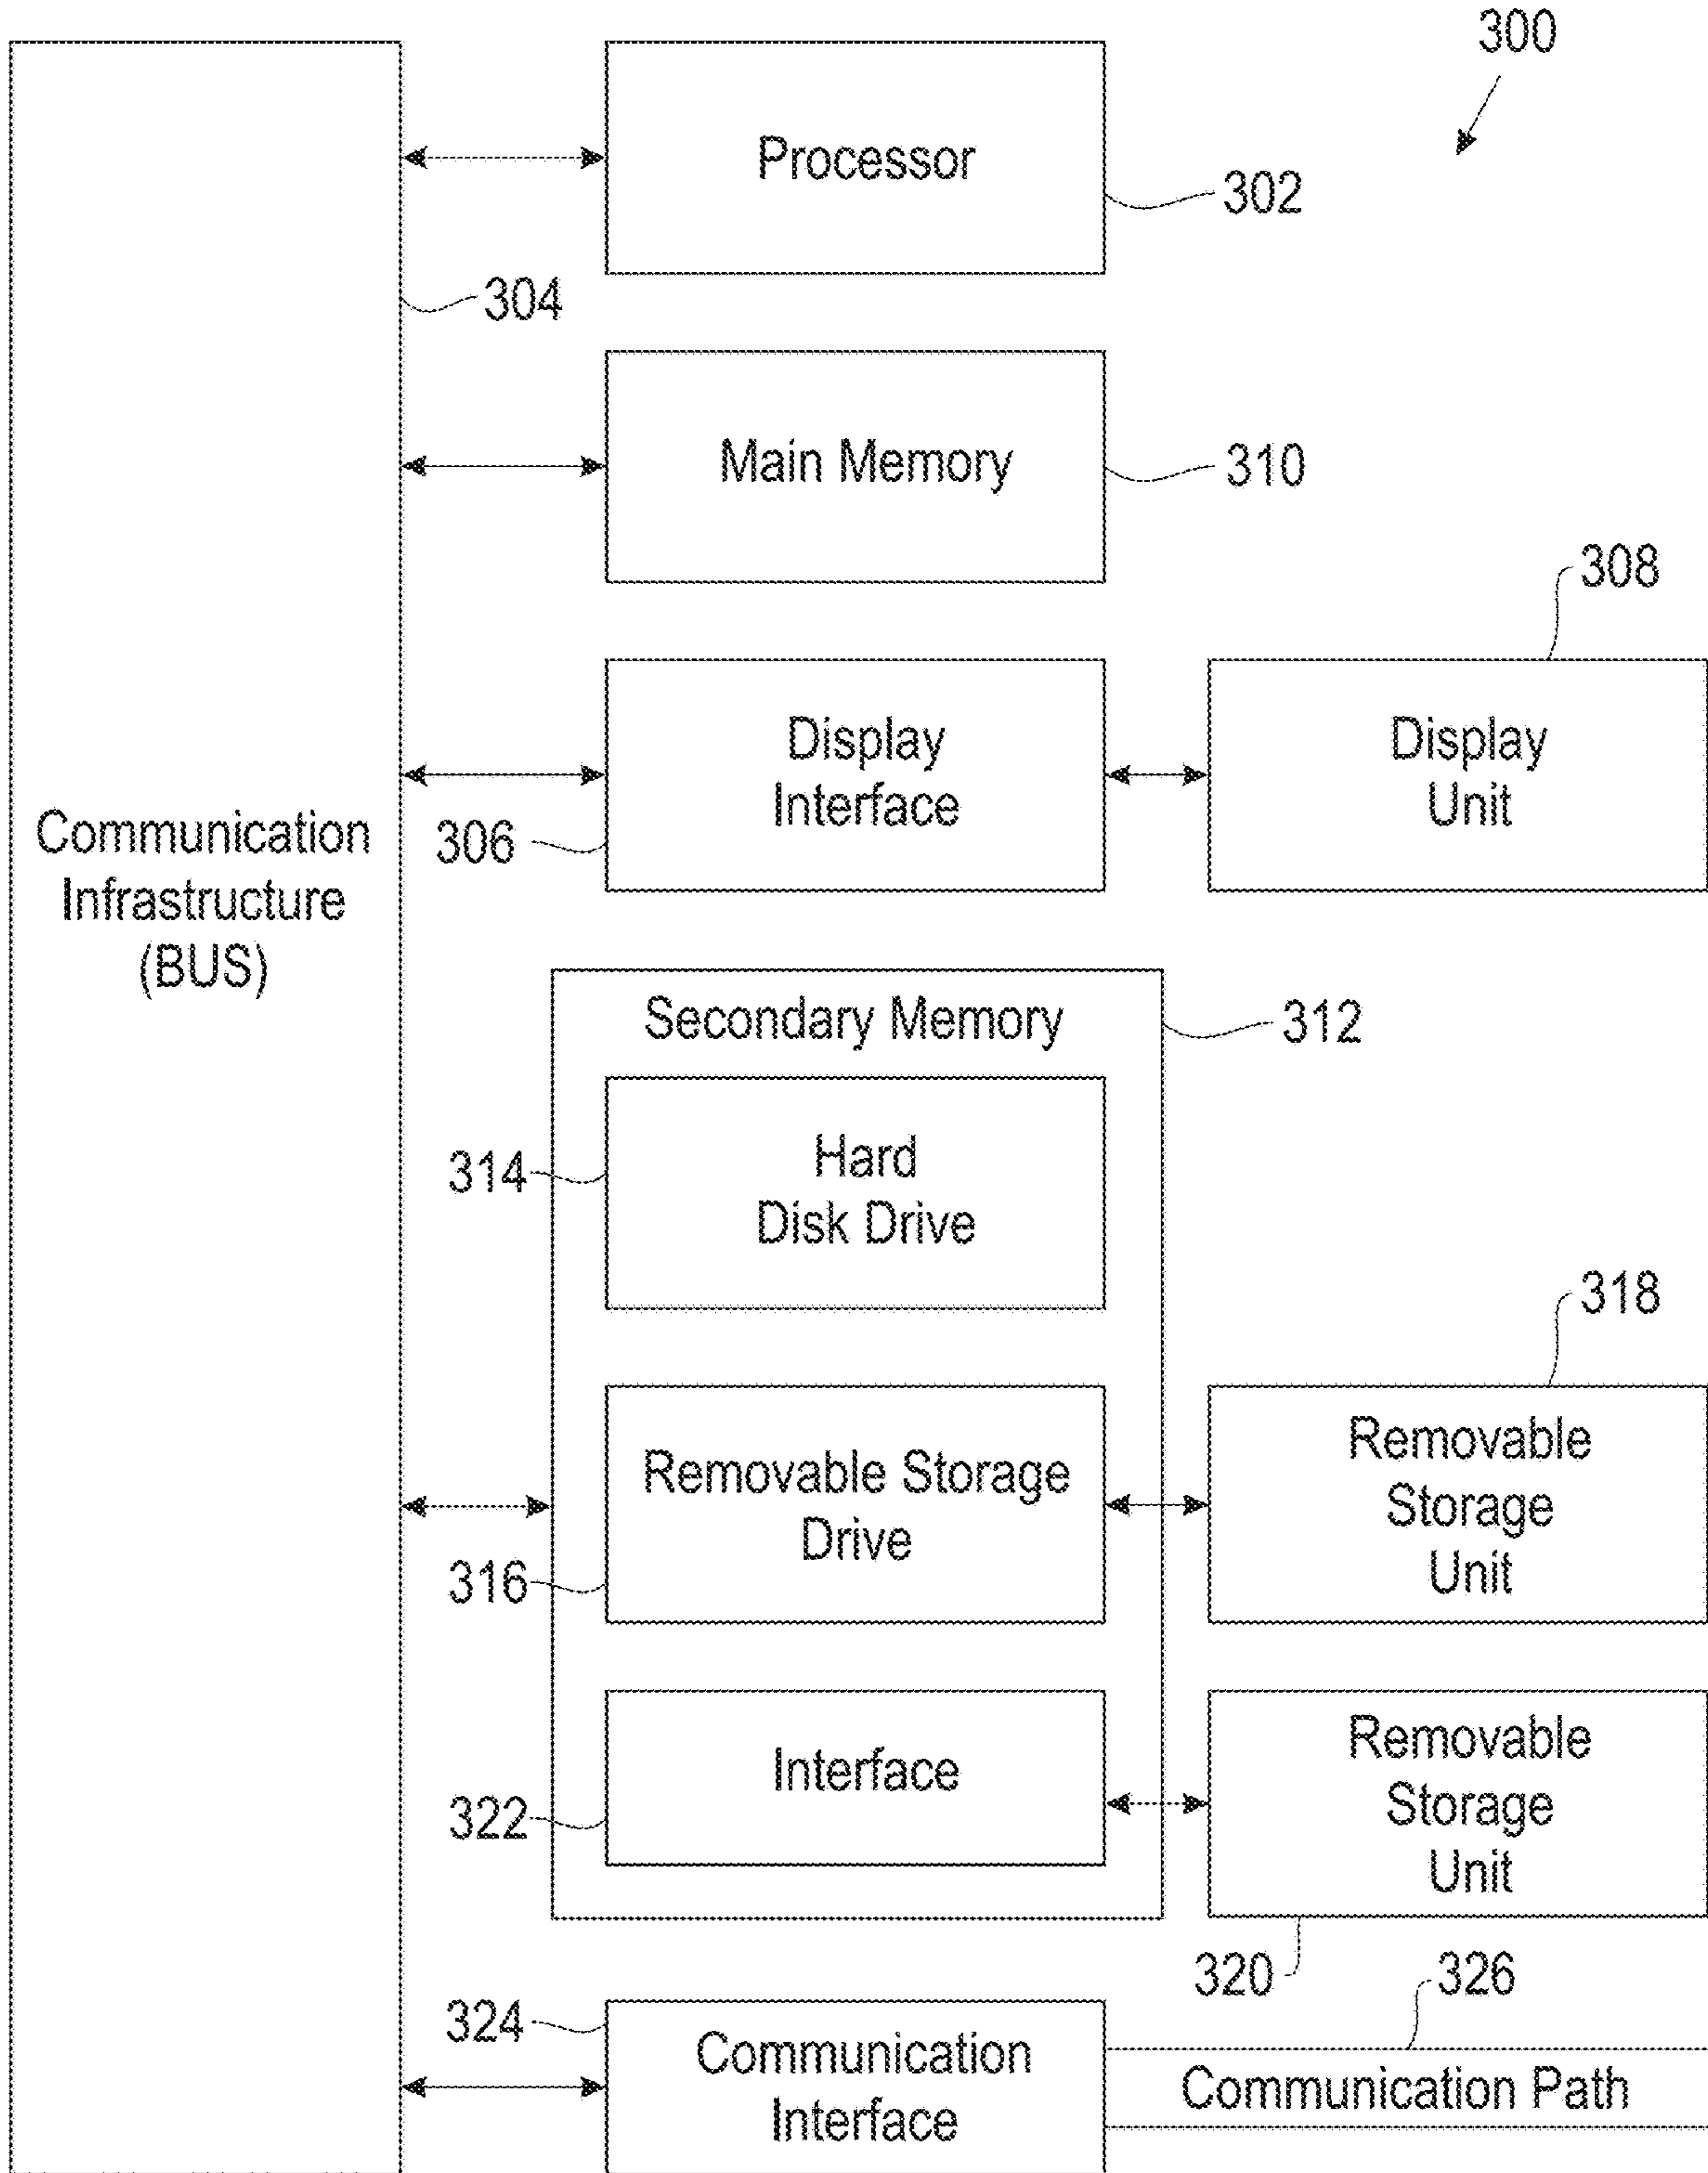 300
Processor
302
304
Main Memory
310
308
Display
Interface
306
Display
Unit
Communication
Infrastructure
(BUS)
Secondary Memory
312
314
Hard
Disk Drive
318
Removable Storage
Drive
316
Removable
Storage
Unit
Interface
322
Removable
Storage
Unit
320
326
324
Communication
Interface
Communication Path